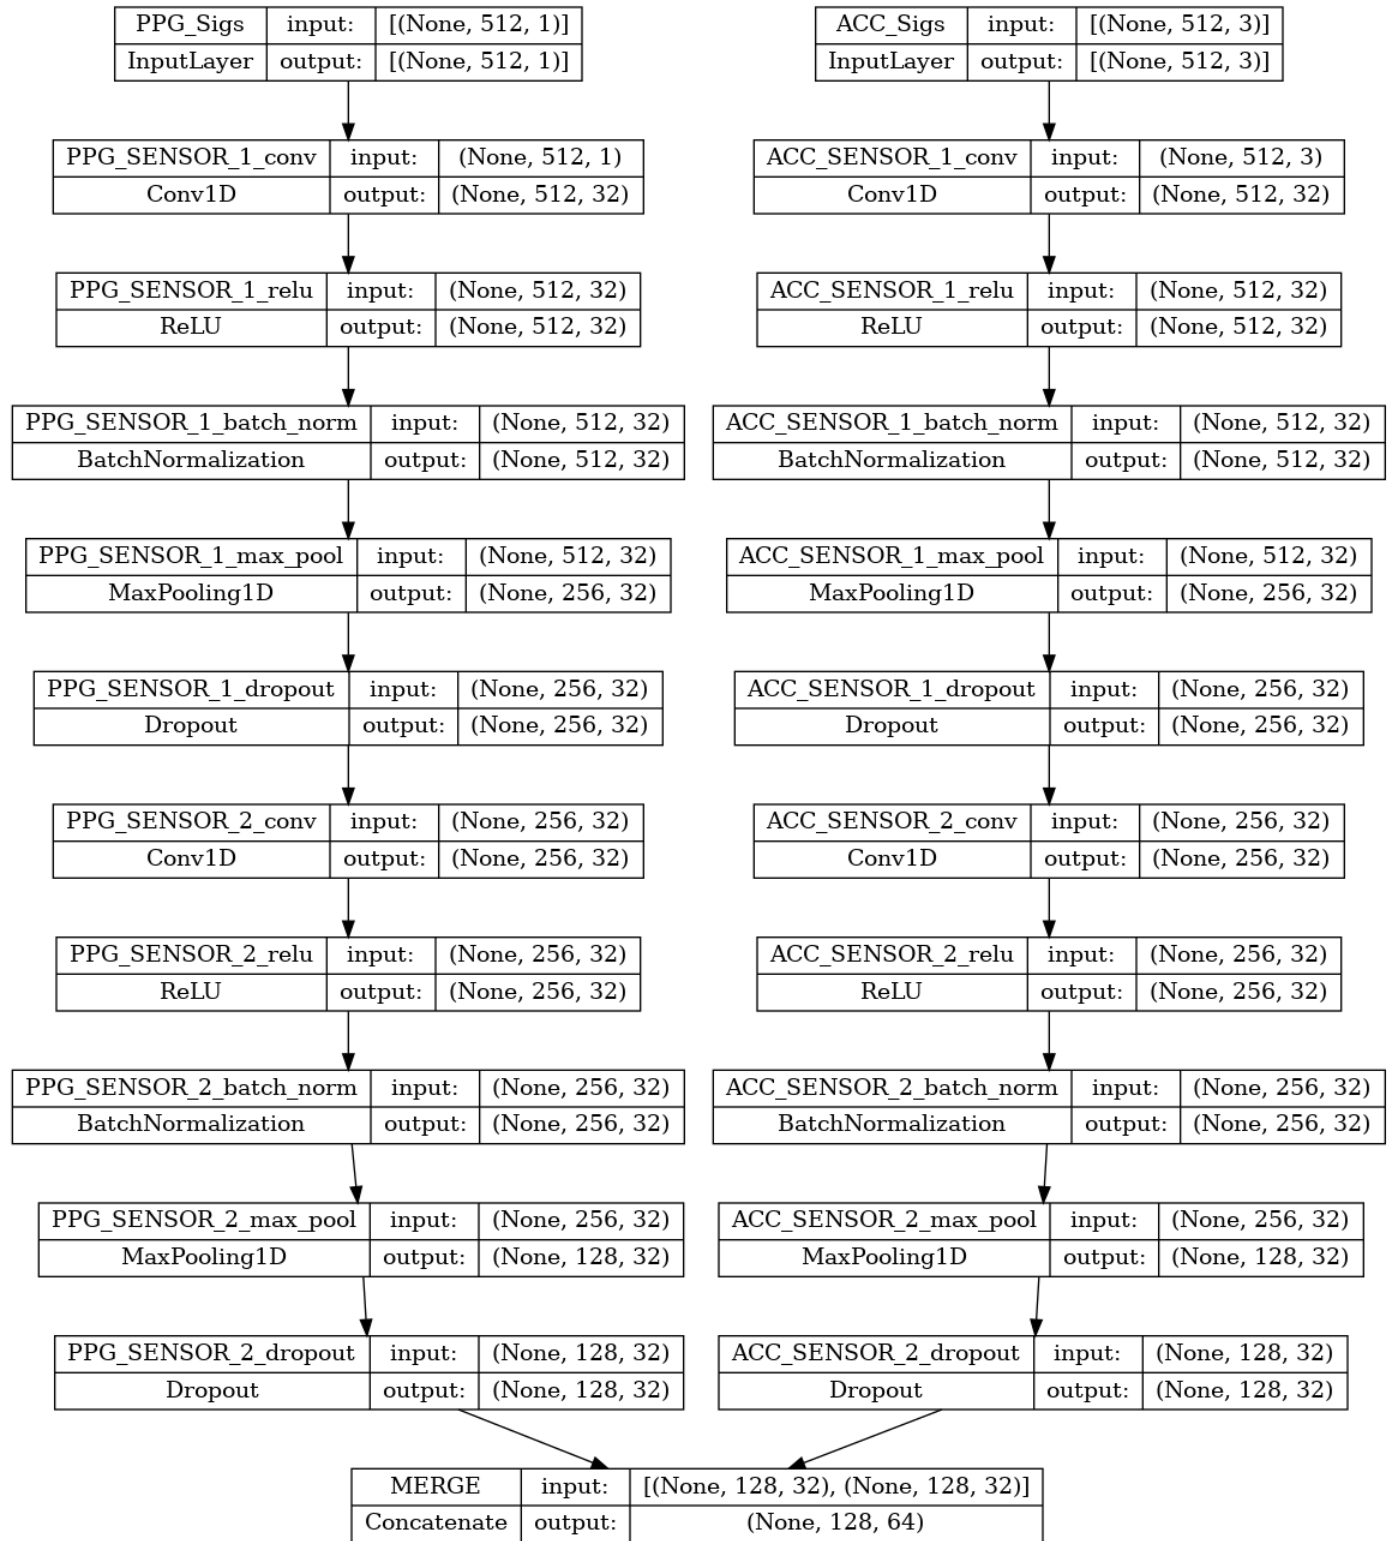 PPG_Sigs input: [(None, 512, 1)]
InputLayer output: [(None, 512, 1)]
ACC_Sigs input: [(None, 512, 3)]
InputLayer output: [(None, 512, 3)]
PPG_SENSOR_1_conv input: (None, 512, 1)
Conv1D output: (None, 512, 32)
ACC_SENSOR_1_conv input: (None, 512, 3)
Conv1D output: (None, 512, 32)
PPG_SENSOR_1_relu input: (None, 512, 32)
ReLU output: (None, 512, 32)
ACC_SENSOR_1_relu input: (None, 512, 32)
ReLU output: (None, 512, 32)
PPG_SENSOR_1_batch_norm input: (None, 512, 32)
BatchNormalization output: (None, 512, 32)
ACC_SENSOR_1_batch_norm input: (None, 512, 32)
BatchNormalization output: (None, 512, 32)
PPG_SENSOR_1_max_pool input: (None, 512, 32)
MaxPooling1D output: (None, 256, 32)
ACC_SENSOR_1_max_pool input: (None, 512, 32)
MaxPooling1D output: (None, 256, 32)
PPG_SENSOR_1_dropout input: (None, 256, 32)
Dropout output: (None, 256, 32)
ACC_SENSOR_1_dropout input: (None, 256, 32)
Dropout output: (None, 256, 32)
PPG_SENSOR_2_conv input: (None, 256, 32)
Conv1D output: (None, 256, 32)
ACC_SENSOR_2_conv input: (None, 256, 32)
Conv1D output: (None, 256, 32)
PPG_SENSOR_2_relu input: (None, 256, 32)
ReLU output: (None, 256, 32)
ACC_SENSOR_2_relu input: (None, 256, 32)
ReLU output: (None, 256, 32)
PPG_SENSOR_2_batch_norm input: (None, 256, 32)
BatchNormalization output: (None, 256, 32)
ACC_SENSOR_2_batch_norm input: (None, 256, 32)
BatchNormalization output: (None, 256, 32)
PPG_SENSOR_2_max_pool input: (None, 256, 32)
MaxPooling1D output: (None, 128, 32)
ACC_SENSOR_2_max_pool input: (None, 256, 32)
MaxPooling1D output: (None, 128, 32)
PPG_SENSOR_2_dropout input: (None, 128, 32)
Dropout output: (None, 128, 32)
ACC_SENSOR_2_dropout input: (None, 128, 32)
Dropout output: (None, 128, 32)
MERGE input: [(None, 128, 32), (None, 128, 32)]
Concatenate output: (None, 128, 64)